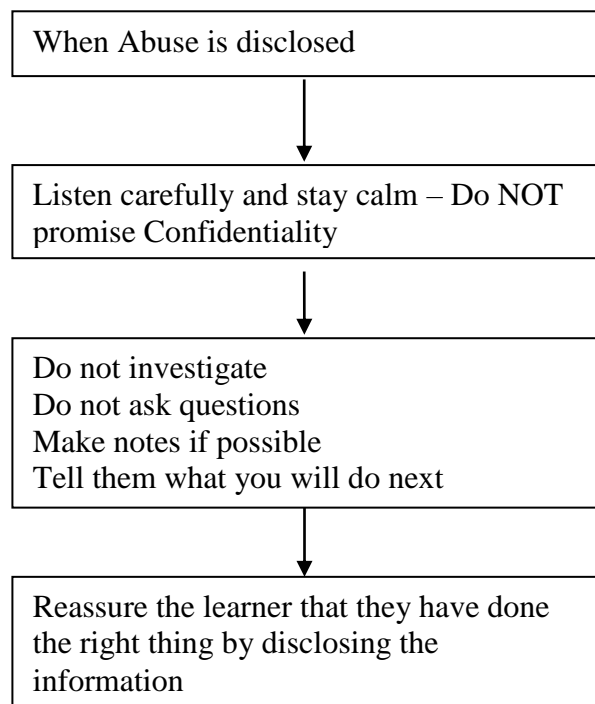 When Abuse is disclosed
Listen carefully and stay calm – Do NOT
promise Confidentiality
Do not investigate
Do not ask questions
Make notes if possible
Tell them what you will do next
Reassure the learner that they have done
the right thing by disclosing the
information